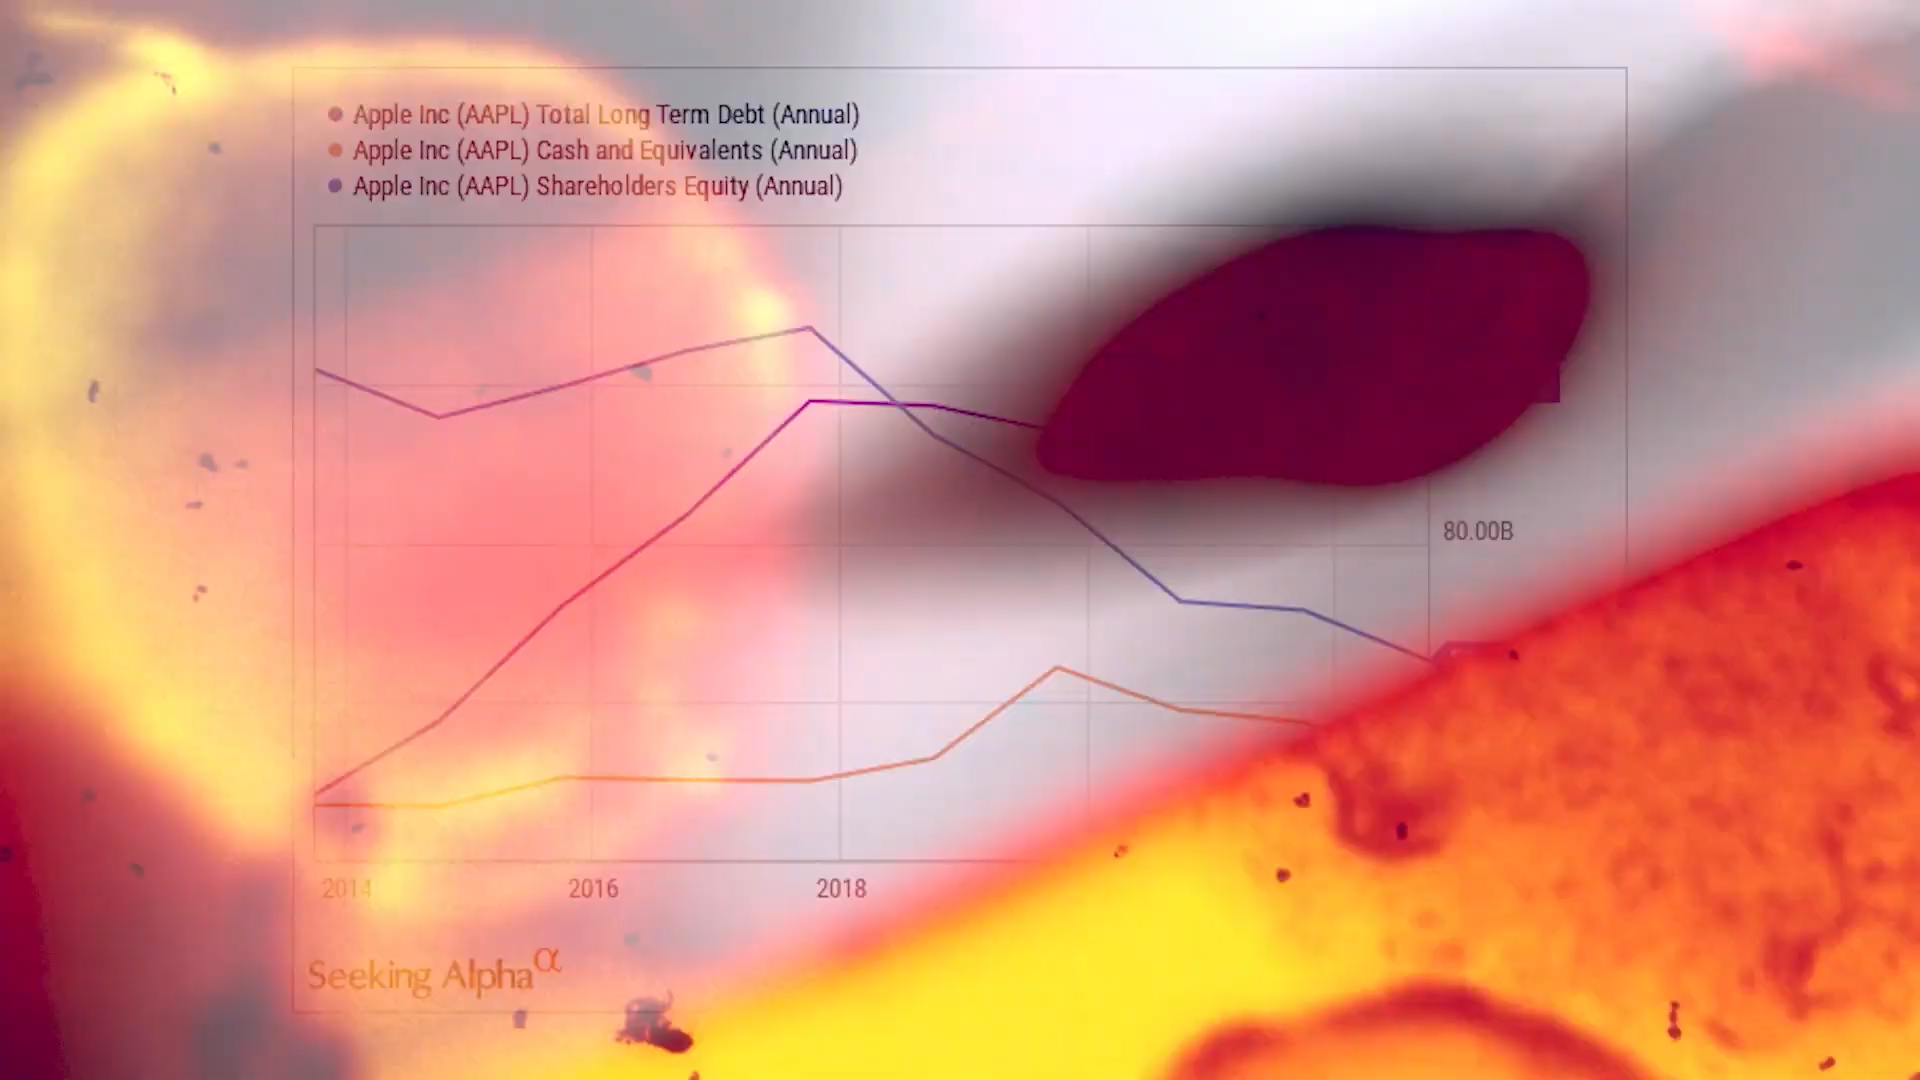 Apple Inc (AAPL) Total Long Term Debt (Annual)
Apple Inc (AAPL) Cash and Equivalents (Annual)
Apple Inc (AAPL) Shareholders Equity (Annual)
80.00B
2014
2016
2018
Seeking Alphaα